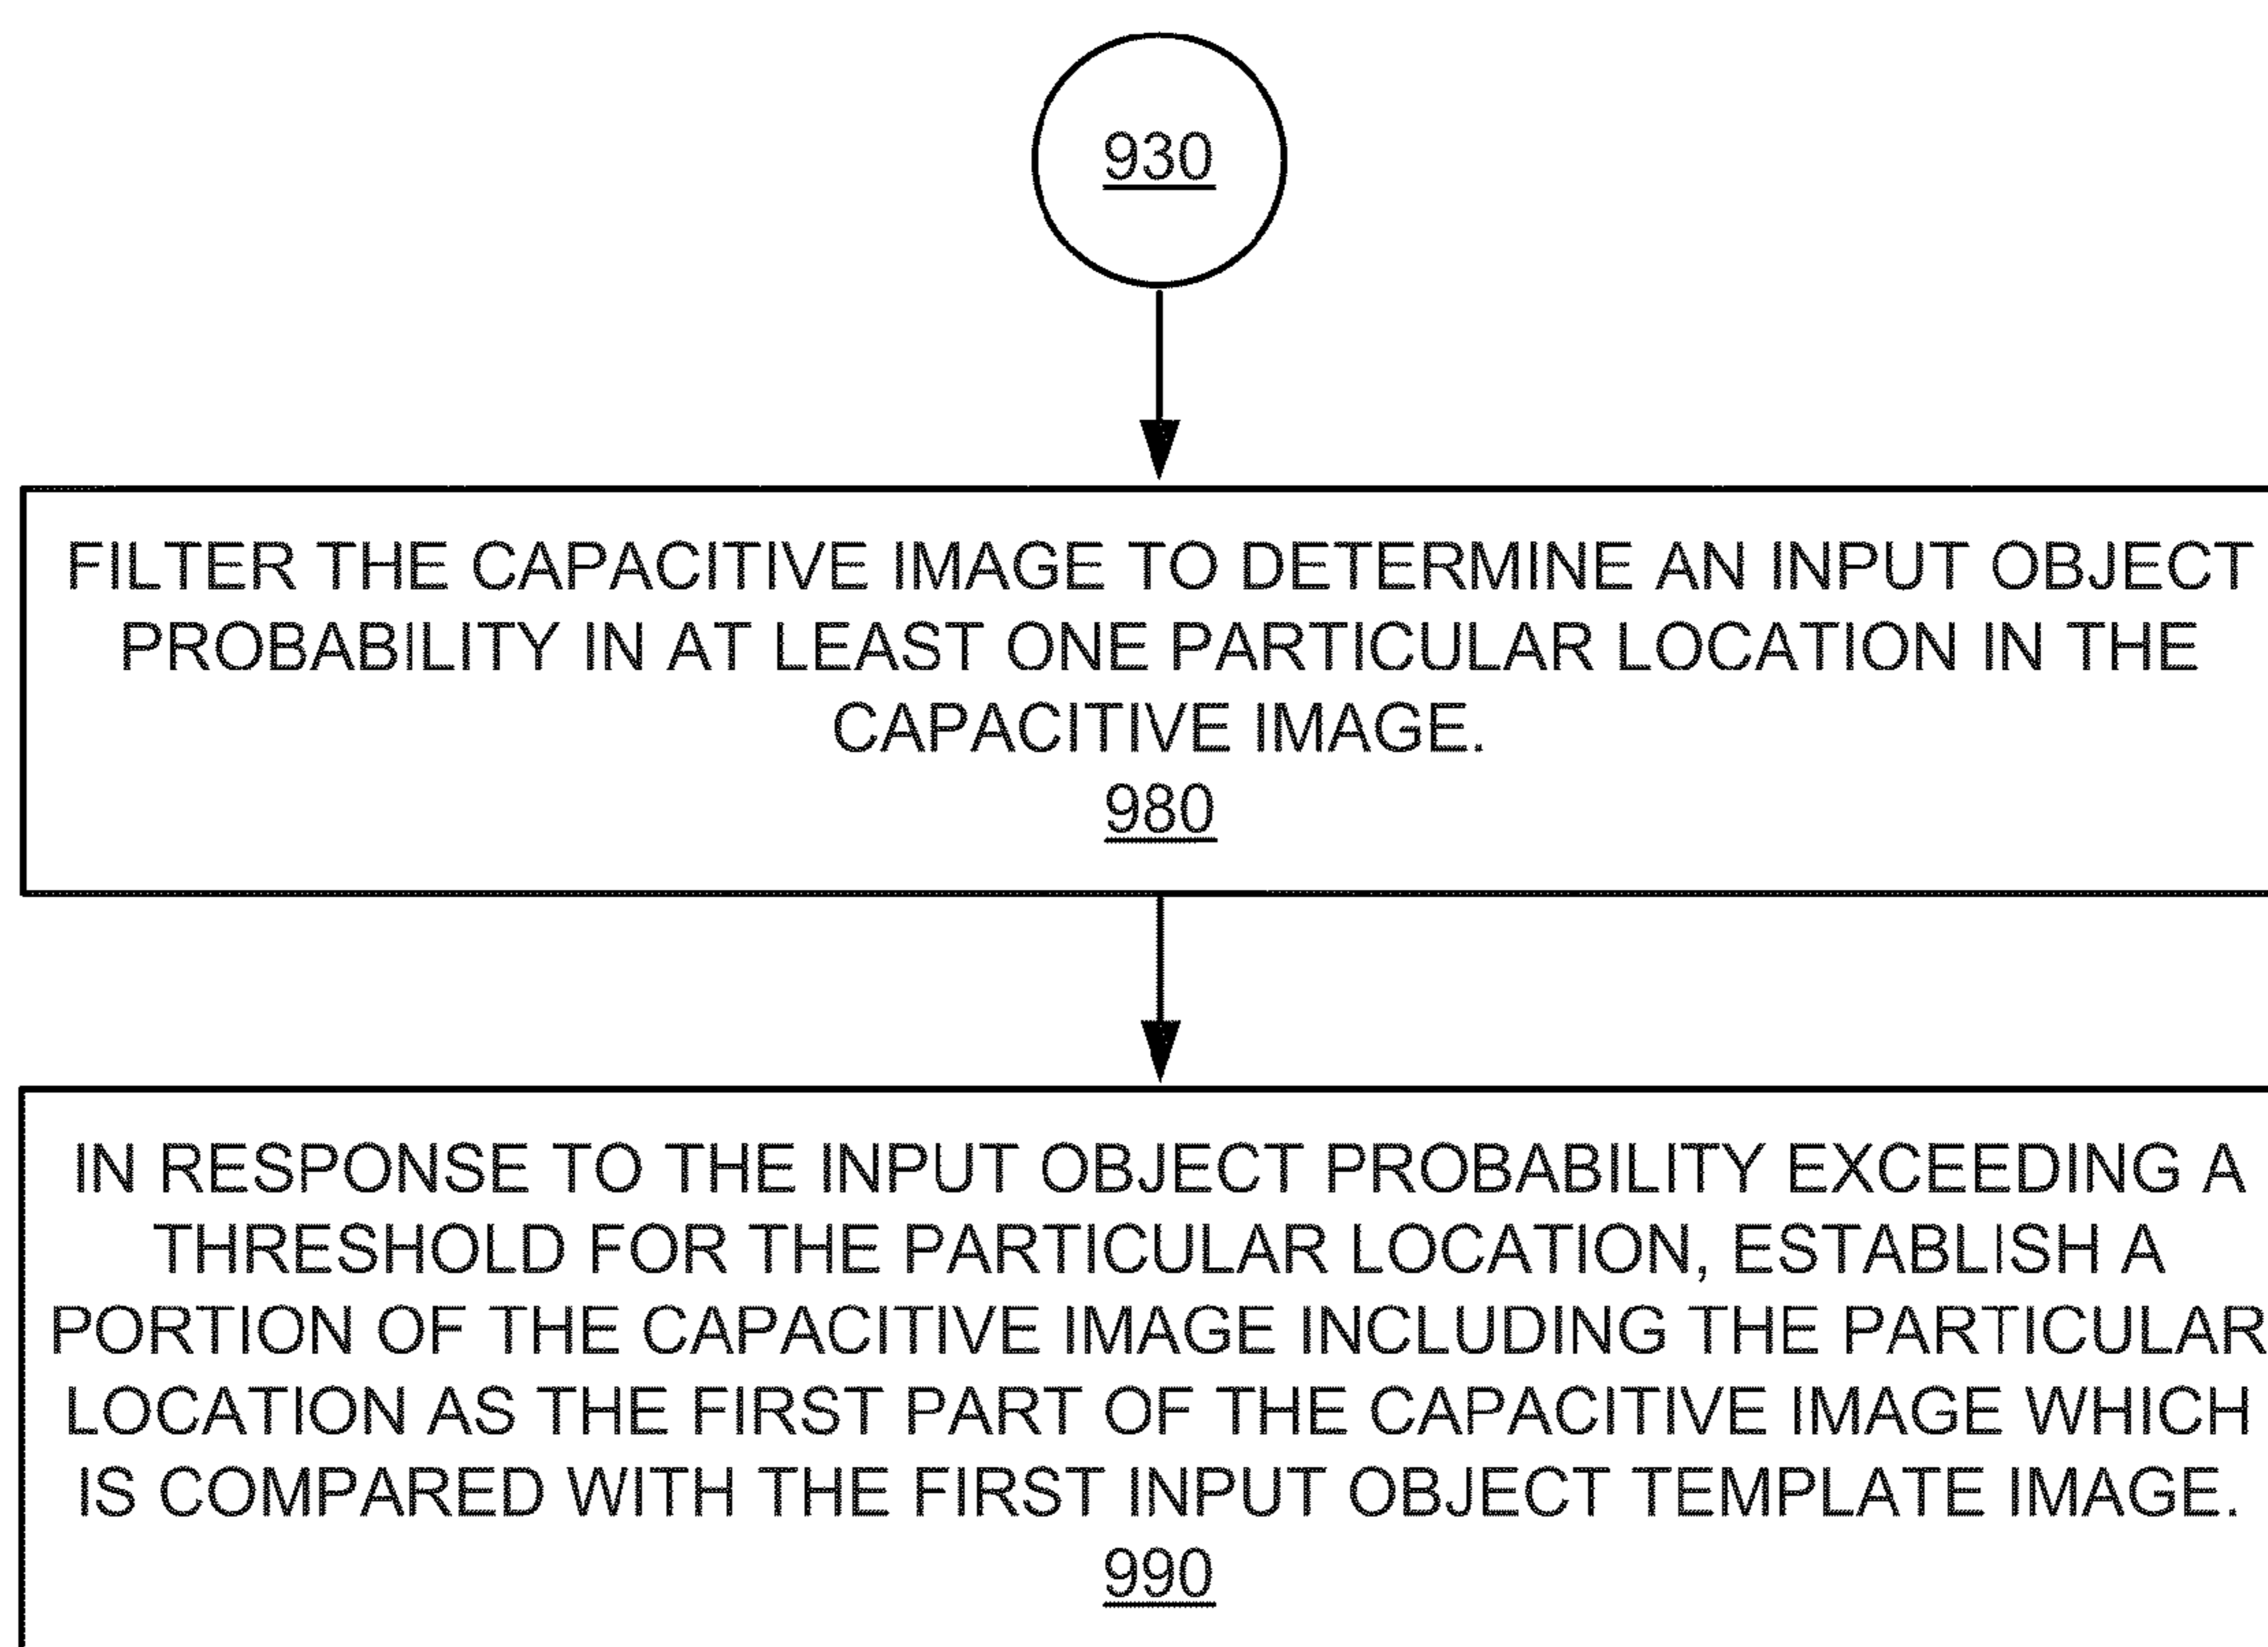 930
FILTER THE CAPACITIVE IMAGE TO DETERMINE AN INPUT OBJECT
PROBABILITY IN AT LEAST ONE PARTICULAR LOCATION IN THE
CAPACITIVE IMAGE.
980
IN RESPONSE TO THE INPUT OBJECT PROBABILITY EXCEEDING A
THRESHOLD FOR THE PARTICULAR LOCATION, ESTABLISH A
PORTION OF THE CAPACITIVE IMAGE INCLUDING THE PARTICULAR
LOCATION AS THE FIRST PART OF THE CAPACITIVE IMAGE WHICH
IS COMPARED WITH THE FIRST INPUT OBJECT TEMPLATE IMAGE.
990